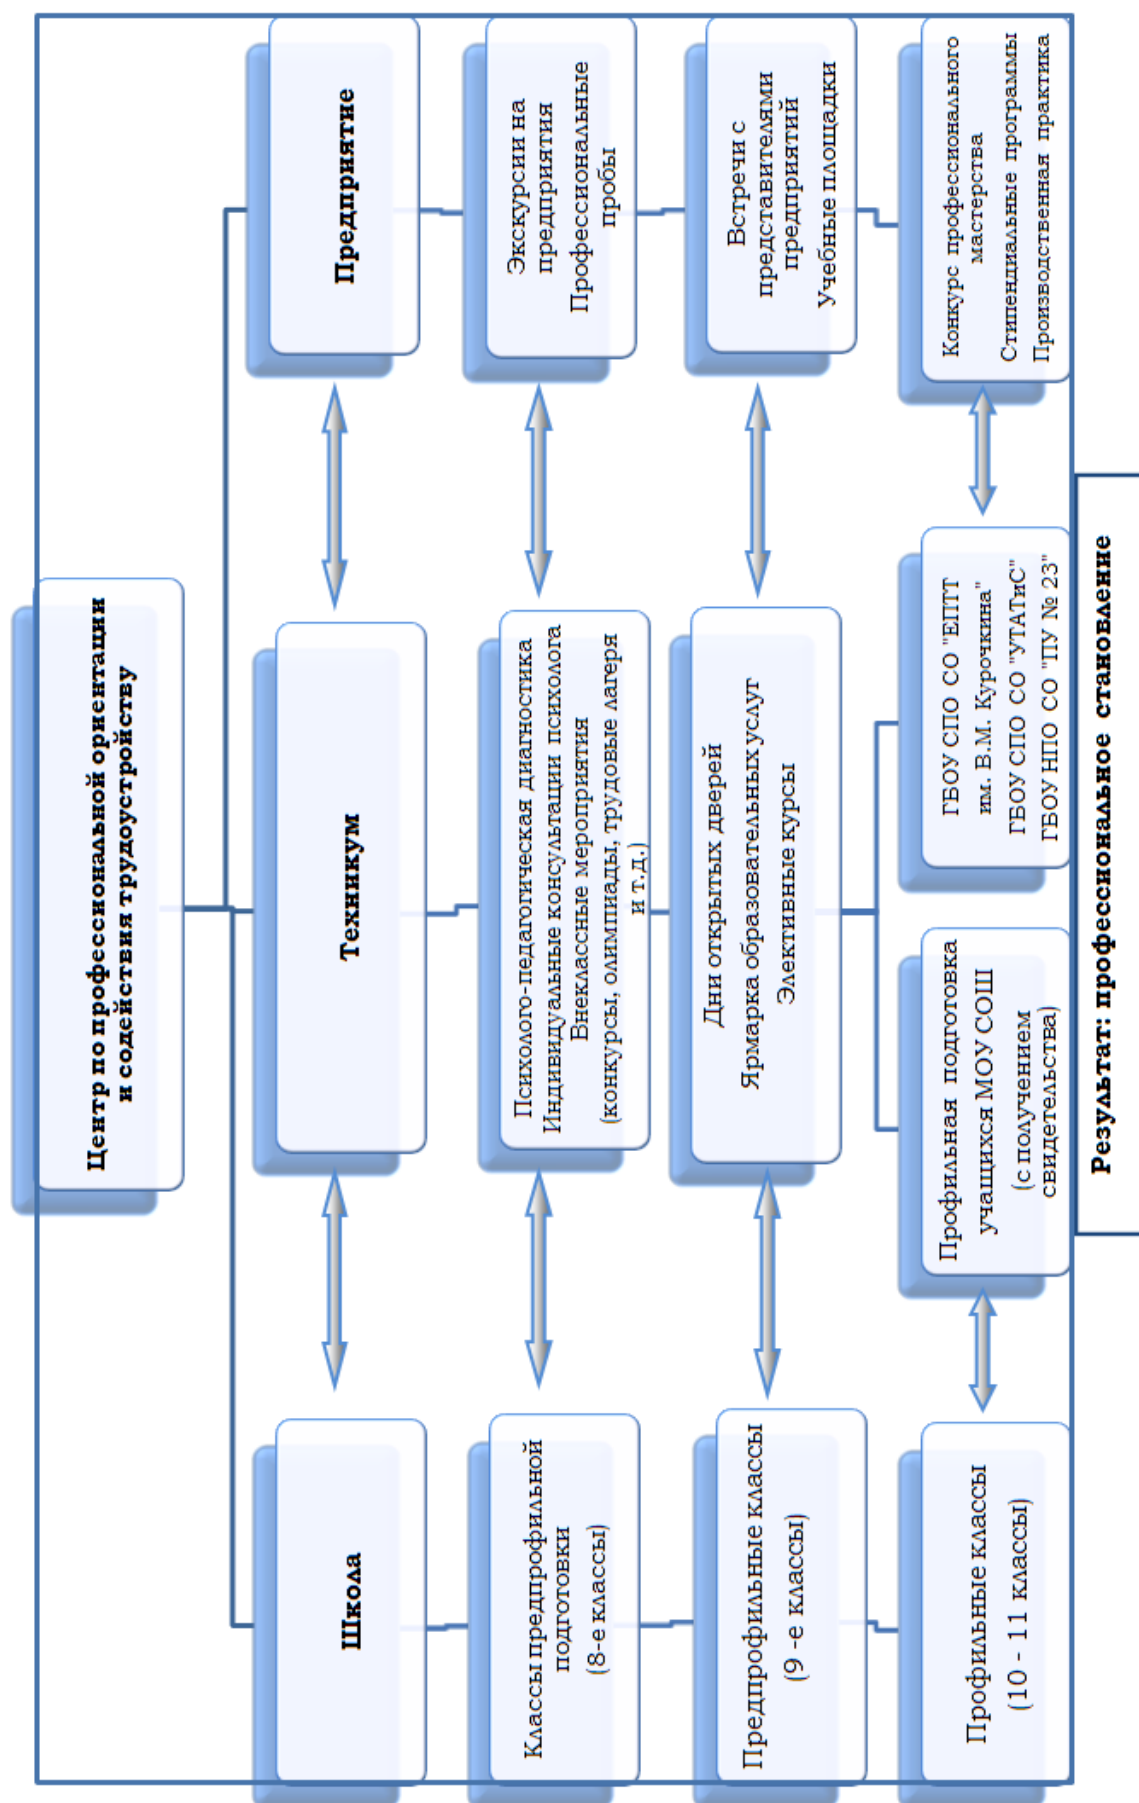 Центр по профессиональной ориентации
и содействия трудоустройству
Школа
Техникум
Предприятие
Классы предпрофильной
подготовки
(8-е классы)
Психолого-педагогическая диагностика
Индивидуальные консультации психолога
Внеклассные мероприятия
(конкурсы, олимпиады, трудовые лагеря
и т.д.)
Экскурсии на
предприятия
Профессиональные
пробы
Предпрофильные классы
(9 -е классы)
Дни открытых дверей
Ярмарка образовательных услуг
Элективные курсы
Встречи с
представителями
предприятий
Учебные площадки
Профильные классы
(10 - 11 классы)
Профильная подготовка
учащихся МОУ СОШ
(с получением
свидетельства)
ГБОУ СПО СО "ЕПТТ
им. В.М. Курочкина"
ГБОУ СПО СО "УТАТиС"
ГБОУ НПО СО "ПУ № 23"
Конкурс профессионального
мастерства
Стипендиальные программы
Производственная практика
Результат: профессиональное становление